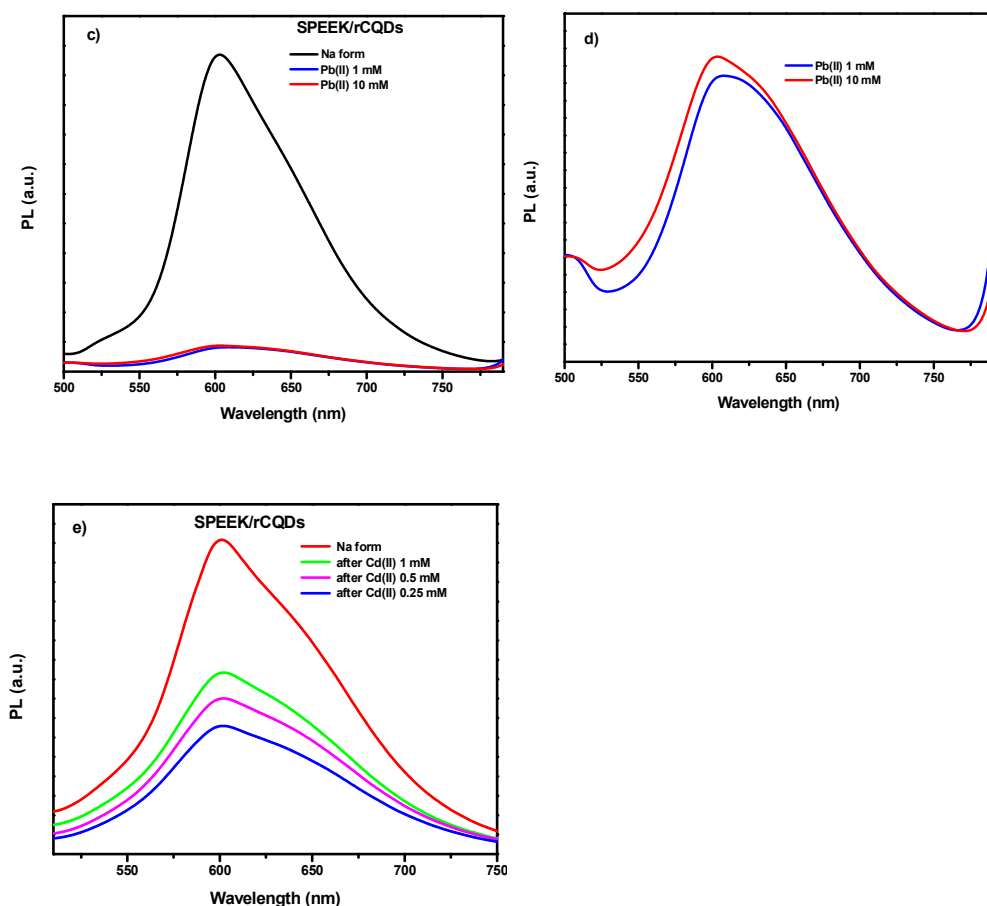 c)
SPEEK/rCQDs
Na form
Pb(II) 1 mM
Pb(II) 10 mM
PL (a.u.)
500 550 600 650 700 750
Wavelength (nm)
d)
Pb(II) 1 mM
Pb(II) 10 mM
PL (a.u.)
500 550 600 650 700 750
Wavelength (nm)
e)
SPEEK/rCQDs
Na form
after Cd(II) 1 mM
after Cd(II) 0.5 mM
after Cd(II) 0.25 mM
PL (a.u.)
550 600 650 700 750
Wavelength (nm)